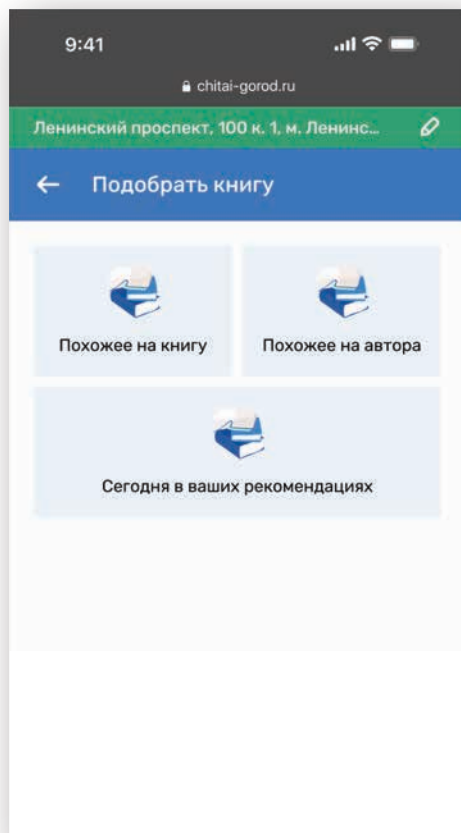 9:41
chitai-gorod.ru
Ленинский проспект, 100 к. 1, м. Ленинс...
Подобрать книгу
Похожее на книгу
Похожее на автора
Сегодня в ваших рекомендациях